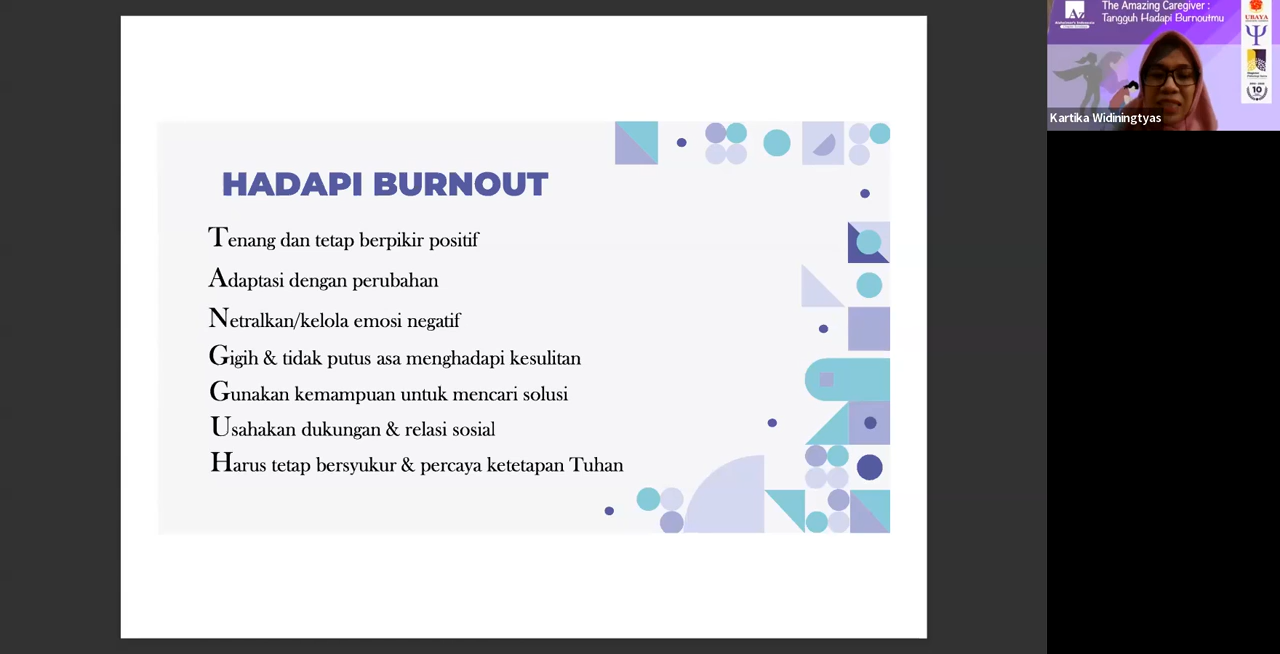 HADAPI BURNOUT
Tenang dan tetap berpikir positif
Adaptasi dengan perubahan
Netralkan/kelola emosi negatif
Gigih & tidak putus asa menghadapi kesulitan
Gunakan kemampuan untuk mencari solusi
Usahakan dukungan & relasi sosial
Harus tetap bersyukur & percaya ketetapan Tuhan
The Amazing Caregiver :
Tangguh Hadapi Burnoutmu
UBAYA
10
Kartika Widiningtyas